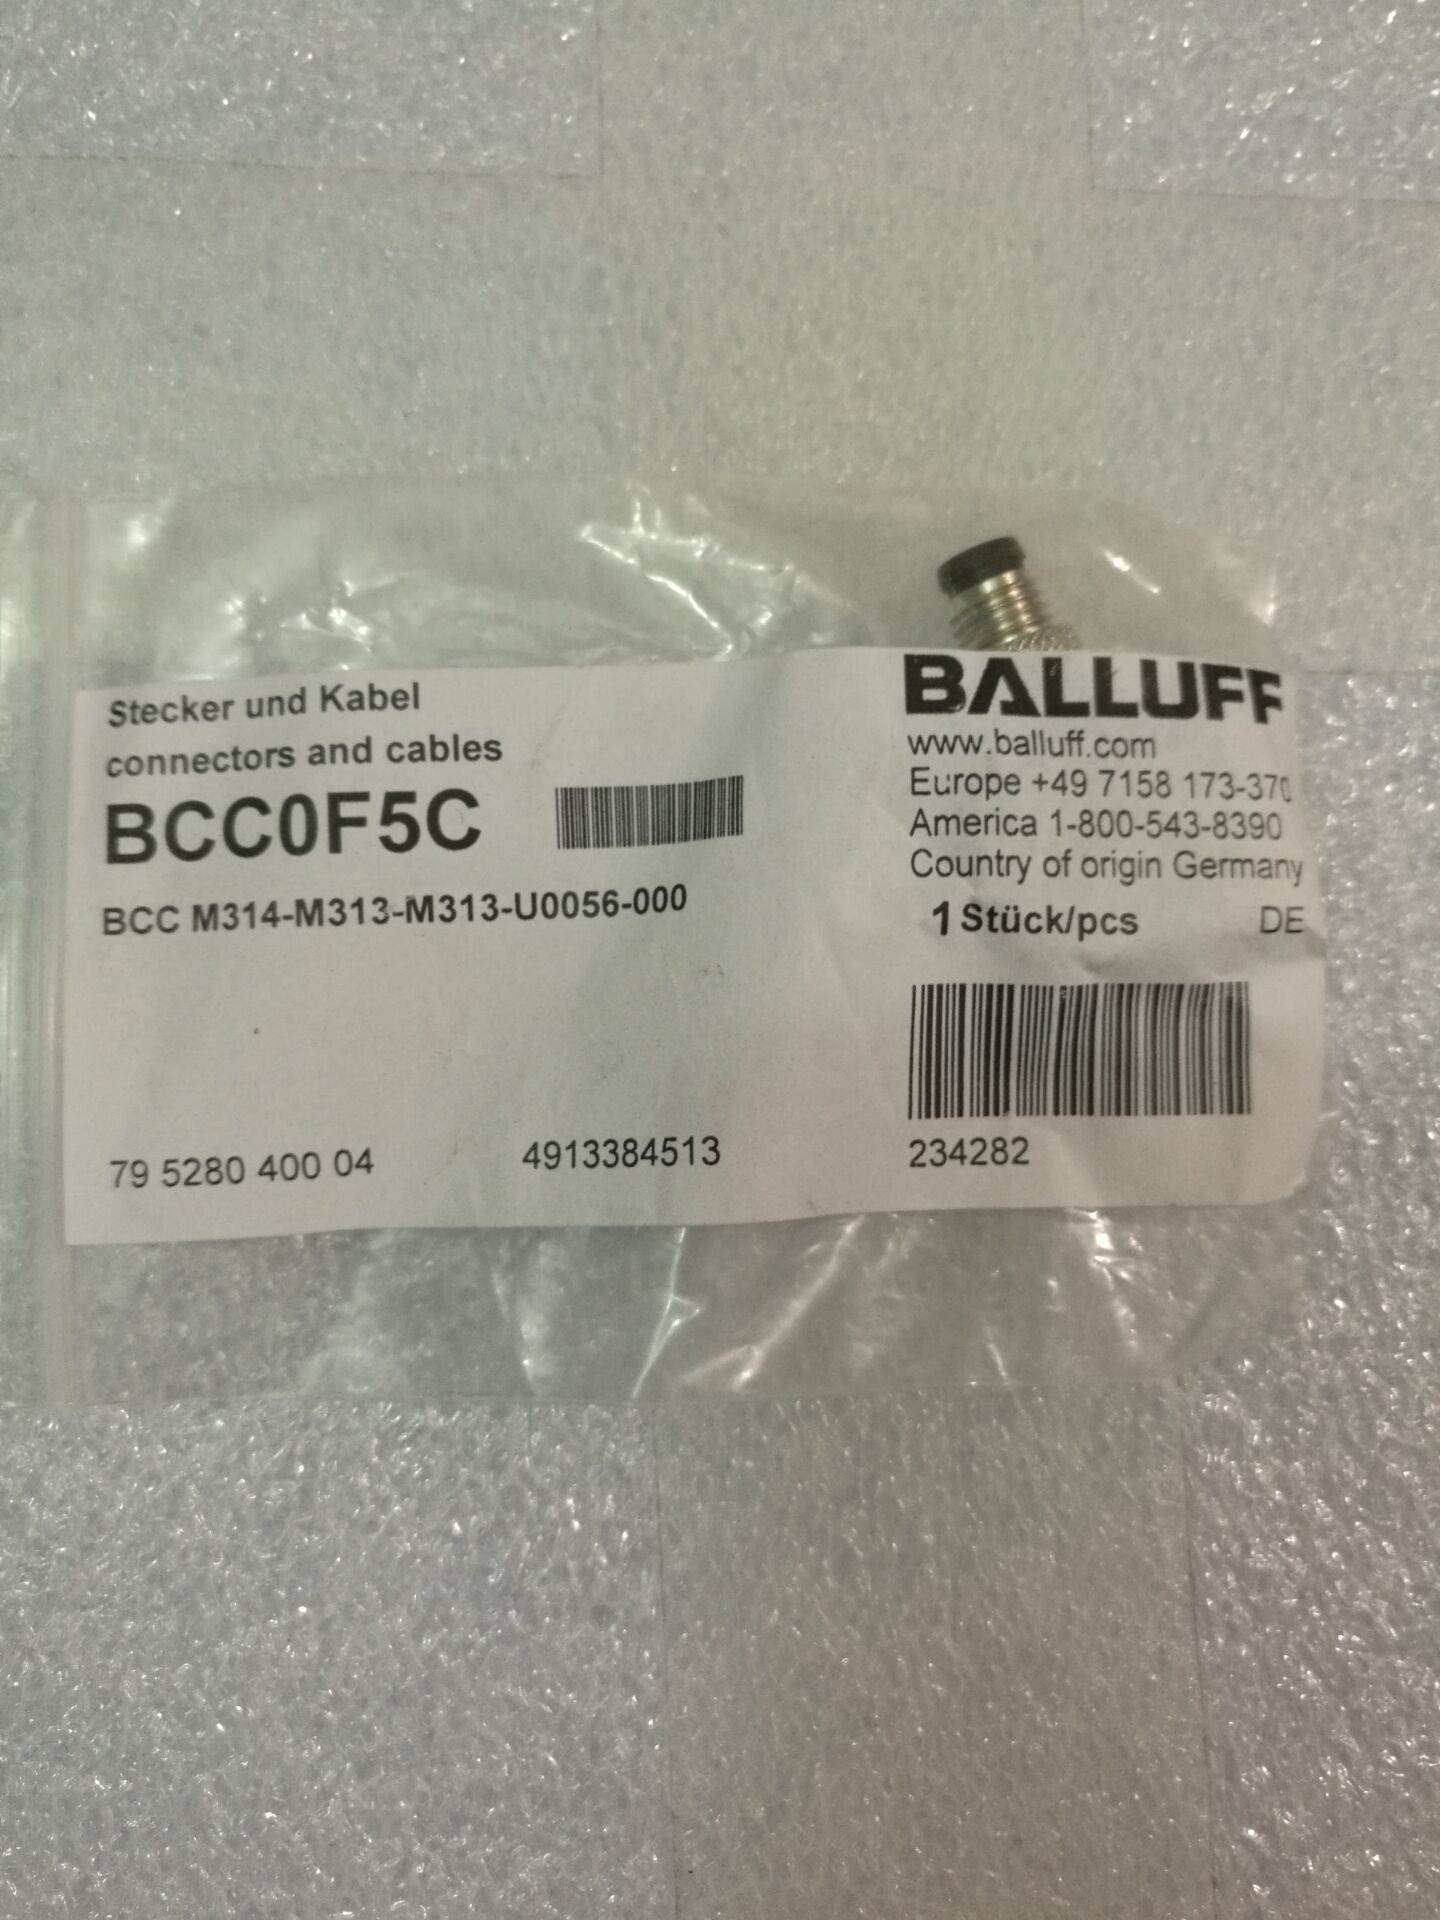 Stecker und Kabel
connectors and cables
BCC0F5C
BCC M314-M313-M313-U0056-000
79 5280 400 04
4913384513
BALLUFF
www.balluff.com
Europe +49 7158 173-370
America 1-800-543-8390
Country of origin Germany
1 Stück/pcs DE
234282